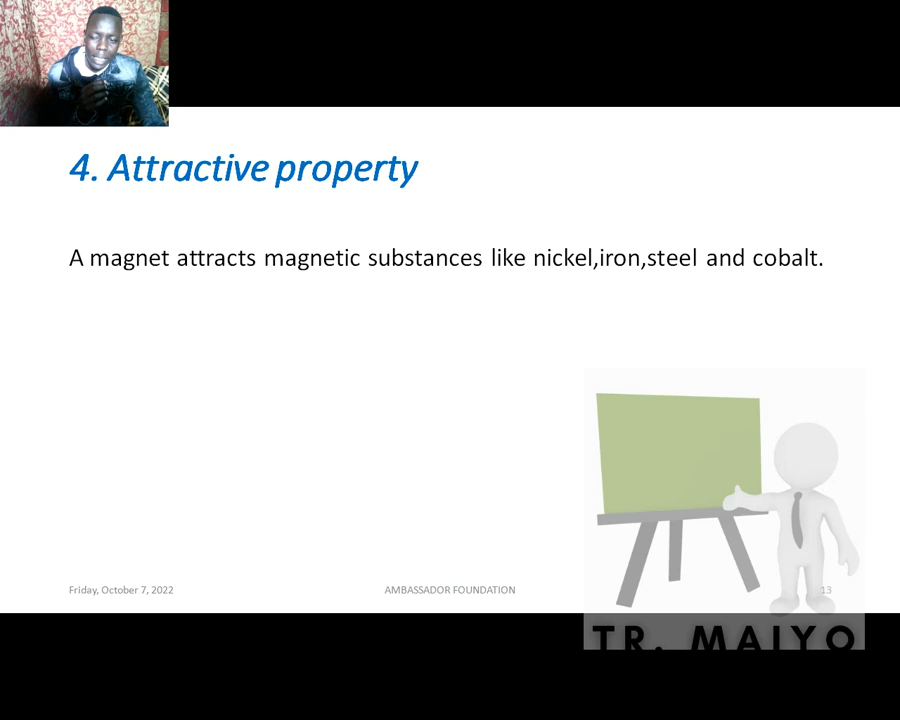 4. Attractive property
A magnet attracts magnetic substances like nickel,iron,steel and cobalt.
Friday, October 7, 2022
AMBASSADOR FOUNDATION
13
TR. MAIYO